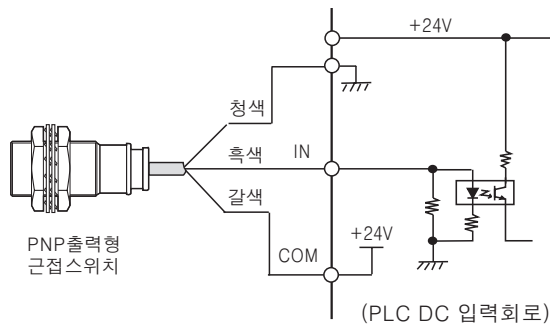 +24V
청색
흑색
IN
갈색
+24V
COM
PNP출력형
근접스위치
(PLC DC 입력회로)